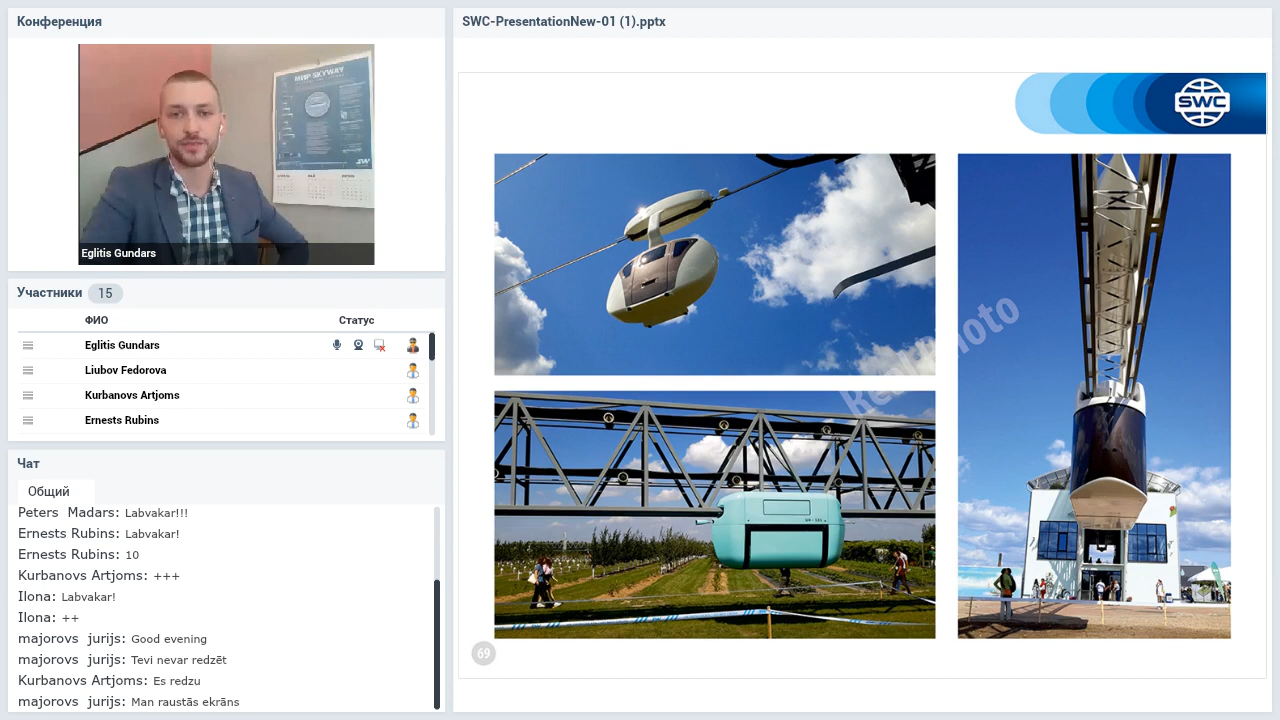 Конференция
МИР SKYWAY
Eglitis Gundars
Участники 15
ФИО Статус
Eglitis Gundars
Liubov Fedorova
Kurbanovs Artjoms
Ernests Rubins
Чат
Общий
Peters Madars: Labvakar!!!
Ernests Rubins: Labvakar!
Ernests Rubins: 10
Kurbanovs Artjoms: +++
Ilona: Labvakar!
Ilona: ++
majorovs jurijs: Good evening
majorovs jurijs: Tevi nevar redzēt
Kurbanovs Artjoms: Es redzu
majorovs jurijs: Man raustās ekrāns
SWC-PresentationNew-01 (1).pptx
SWC
69